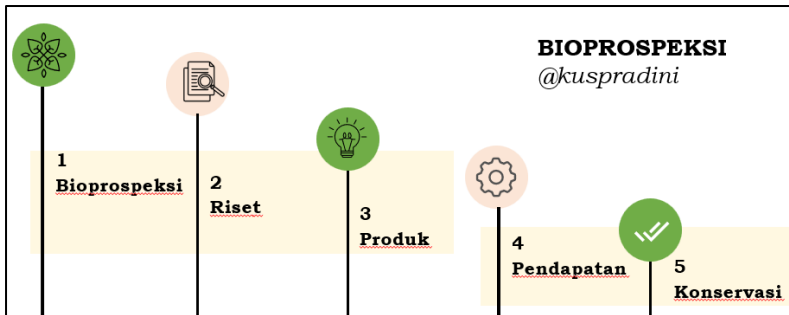 BIOPROSPEKSI
@kuspradini
1
Bioprospeksi
2
Riset
3
Produk
4
Pendapatan
5
Konservasi